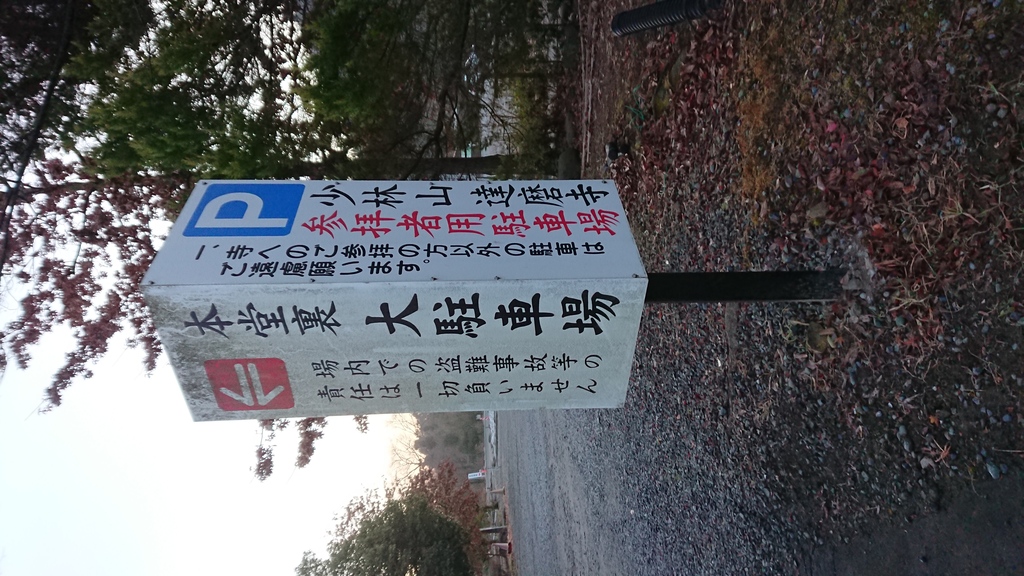 P
少林山 達磨寺
参拝者用駐車場
一、寺へのご参拝の方以外の駐車は
ご遠慮願います。
本堂裏 大駐車場
場内での盗難事故等の
責任は一切負いません